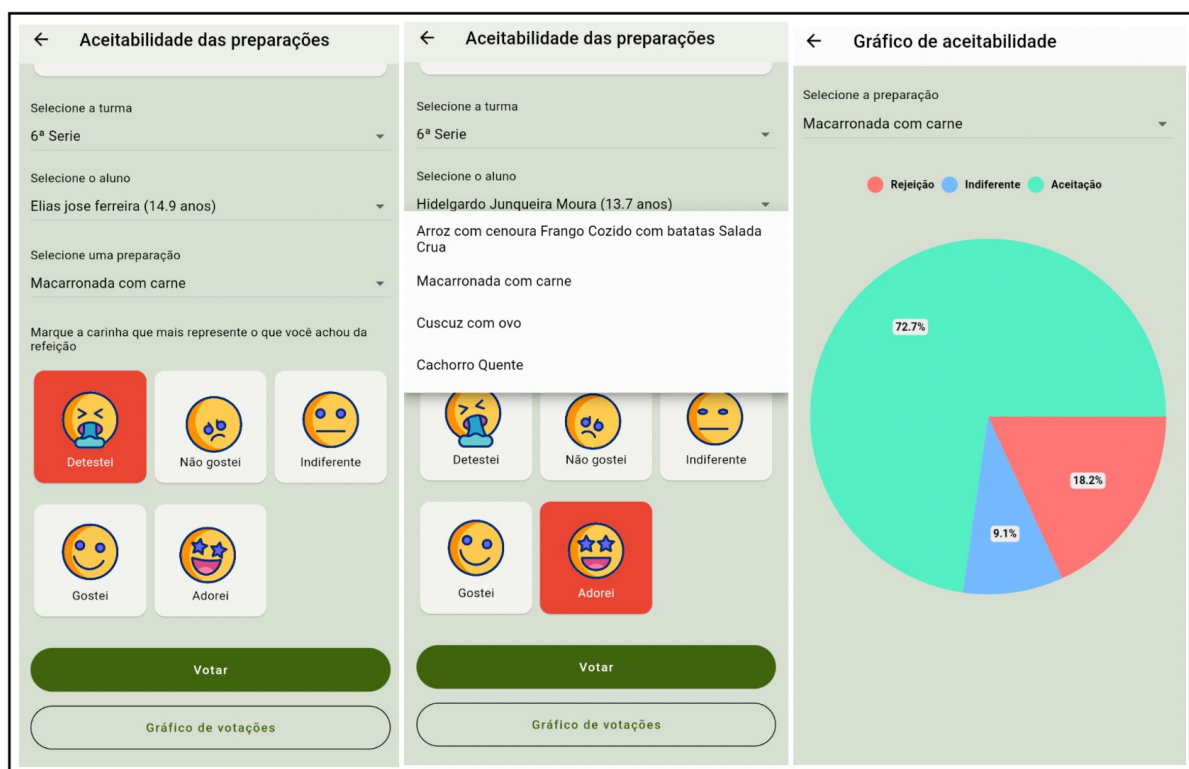 Aceitabilidade das preparações
Selecione a turma
6ª Serie
Selecione o aluno
Elias jose ferreira (14.9 anos)
Selecione uma preparação
Macarronada com carne
Marque a carinha que mais represente o que você achou da
refeição
Detestei
Não gostei
Indiferente
Gostei
Adorei
Votar
Gráfico de votações
Aceitabilidade das preparações
Selecione a turma
6ª Serie
Selecione o aluno
Hidelgardo Junqueira Moura (13.7 anos)
Arroz com cenoura Frango Cozido com batatas Salada
Crua
Macarronada com carne
Cuscuz com ovo
Cachorro Quente
Detestei
Não gostei
Indiferente
Gostei
Adorei
Votar
Gráfico de votações
Gráfico de aceitabilidade
Selecione a preparação
Macarronada com carne
Rejeição
Indiferente
Aceitação
72.7%
18.2%
9.1%